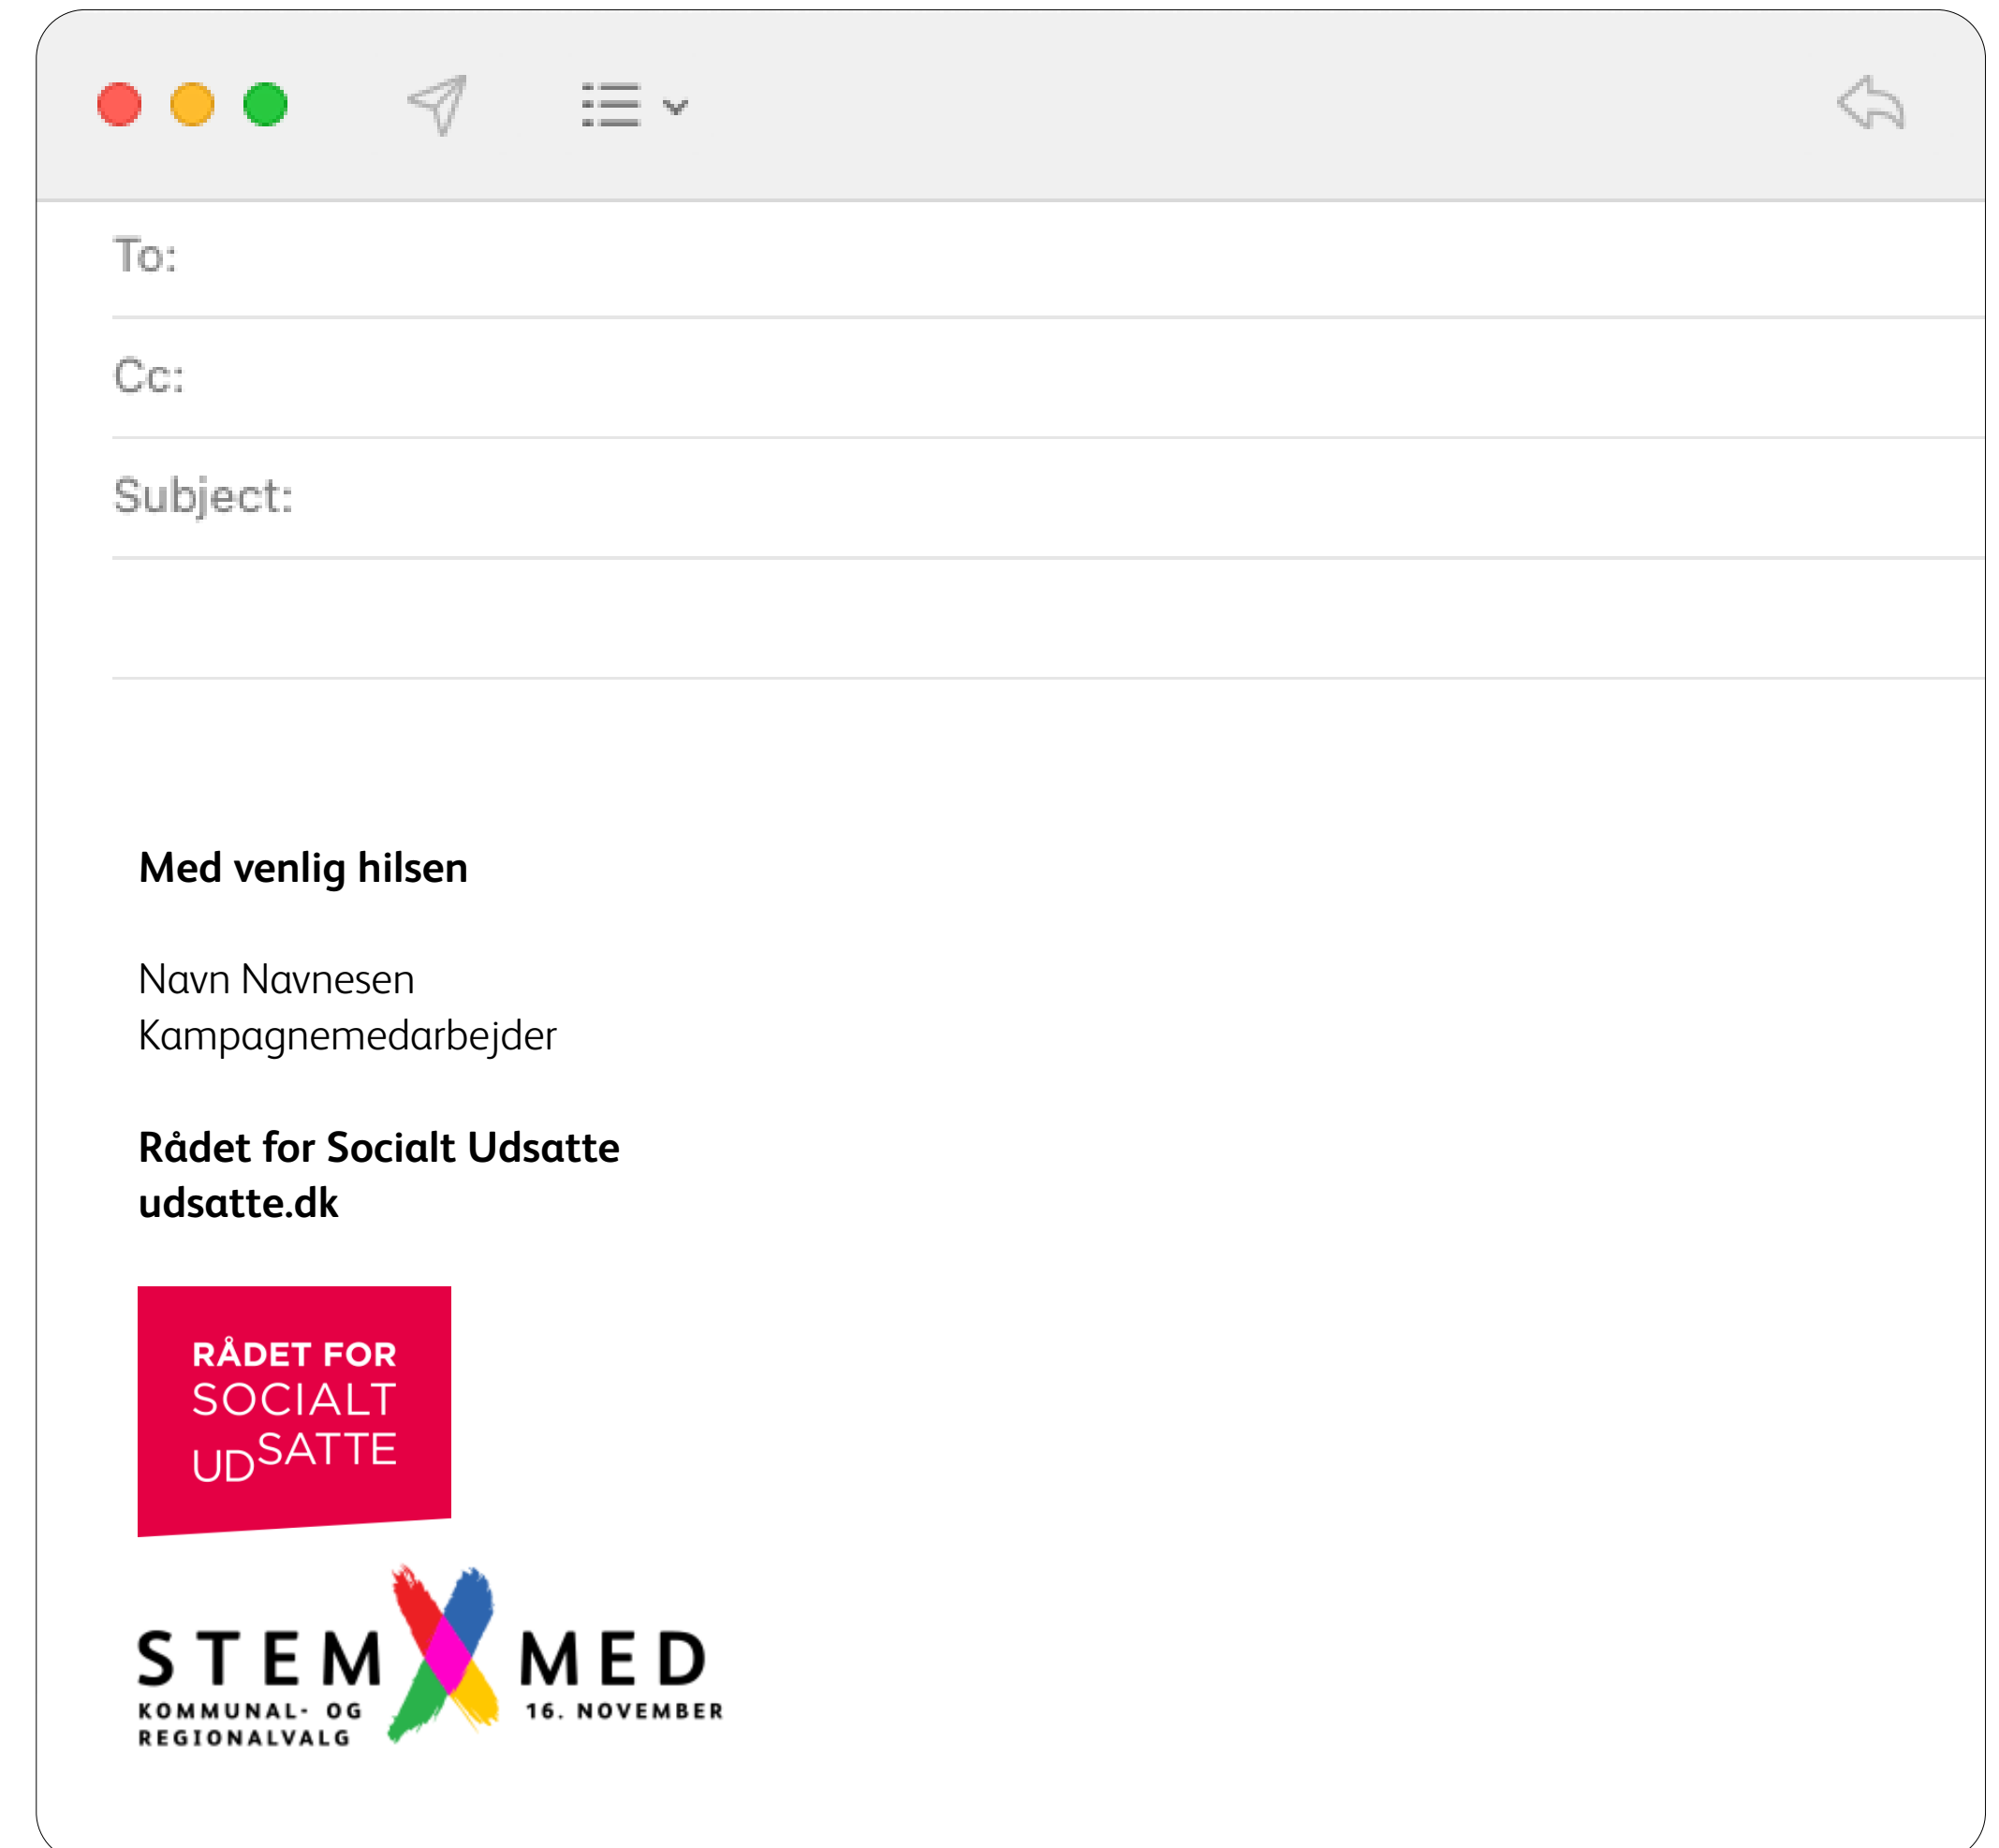 To:
Cc:
Subject:
Med venlig hilsen
Navn Navnesen
Kampagnemedarbejder
Rådet for Socialt Udsatte
udsatte.dk
RÅDET FOR
SOCIALT
UDSATTE
STEM X MED
KOMMUNAL- OG
REGIONALVALG
16. NOVEMBER